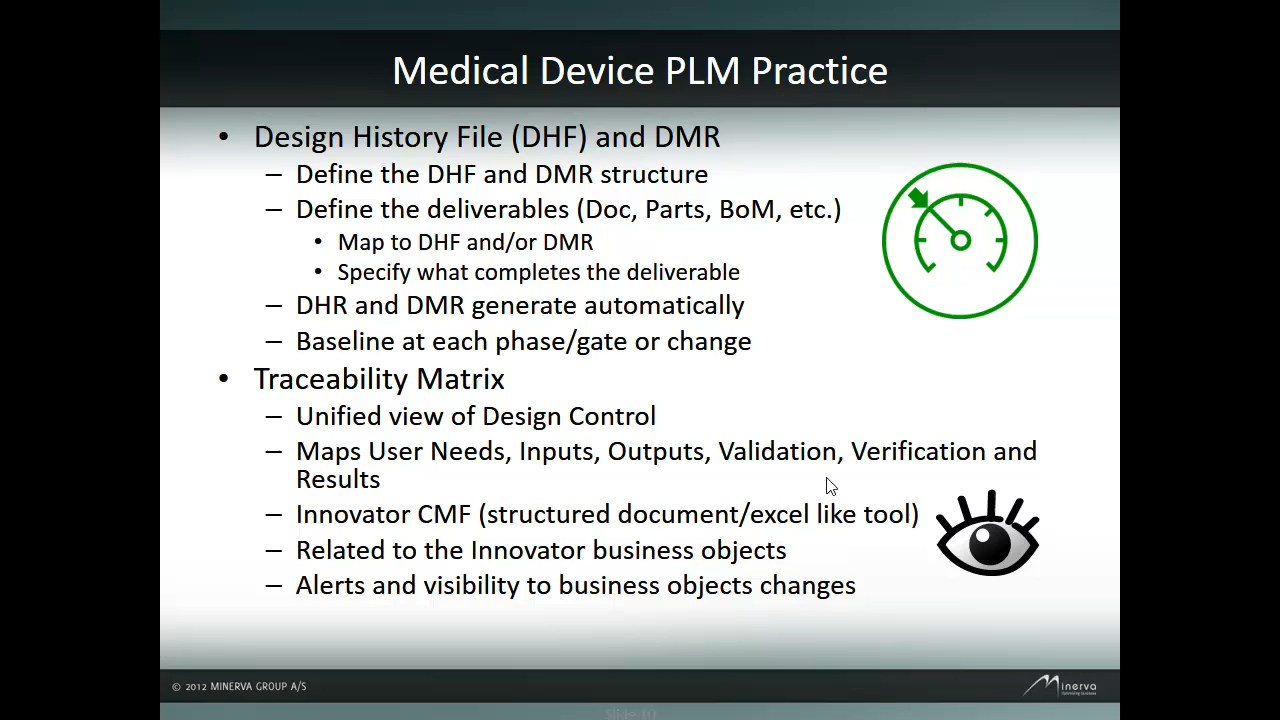 Medical Device PLM Practice
• Design History File (DHF) and DMR
– Define the DHF and DMR structure
– Define the deliverables (Doc, Parts, BoM, etc.)
• Map to DHF and/or DMR
• Specify what completes the deliverable
– DHR and DMR generate automatically
– Baseline at each phase/gate or change
• Traceability Matrix
– Unified view of Design Control
– Maps User Needs, Inputs, Outputs, Validation, Verification and
Results
– Innovator CMF (structured document/excel like tool)
– Related to the Innovator business objects
– Alerts and visibility to business objects changes
© 2012 MINERVA GROUP A/S
Minerva
Slide 10